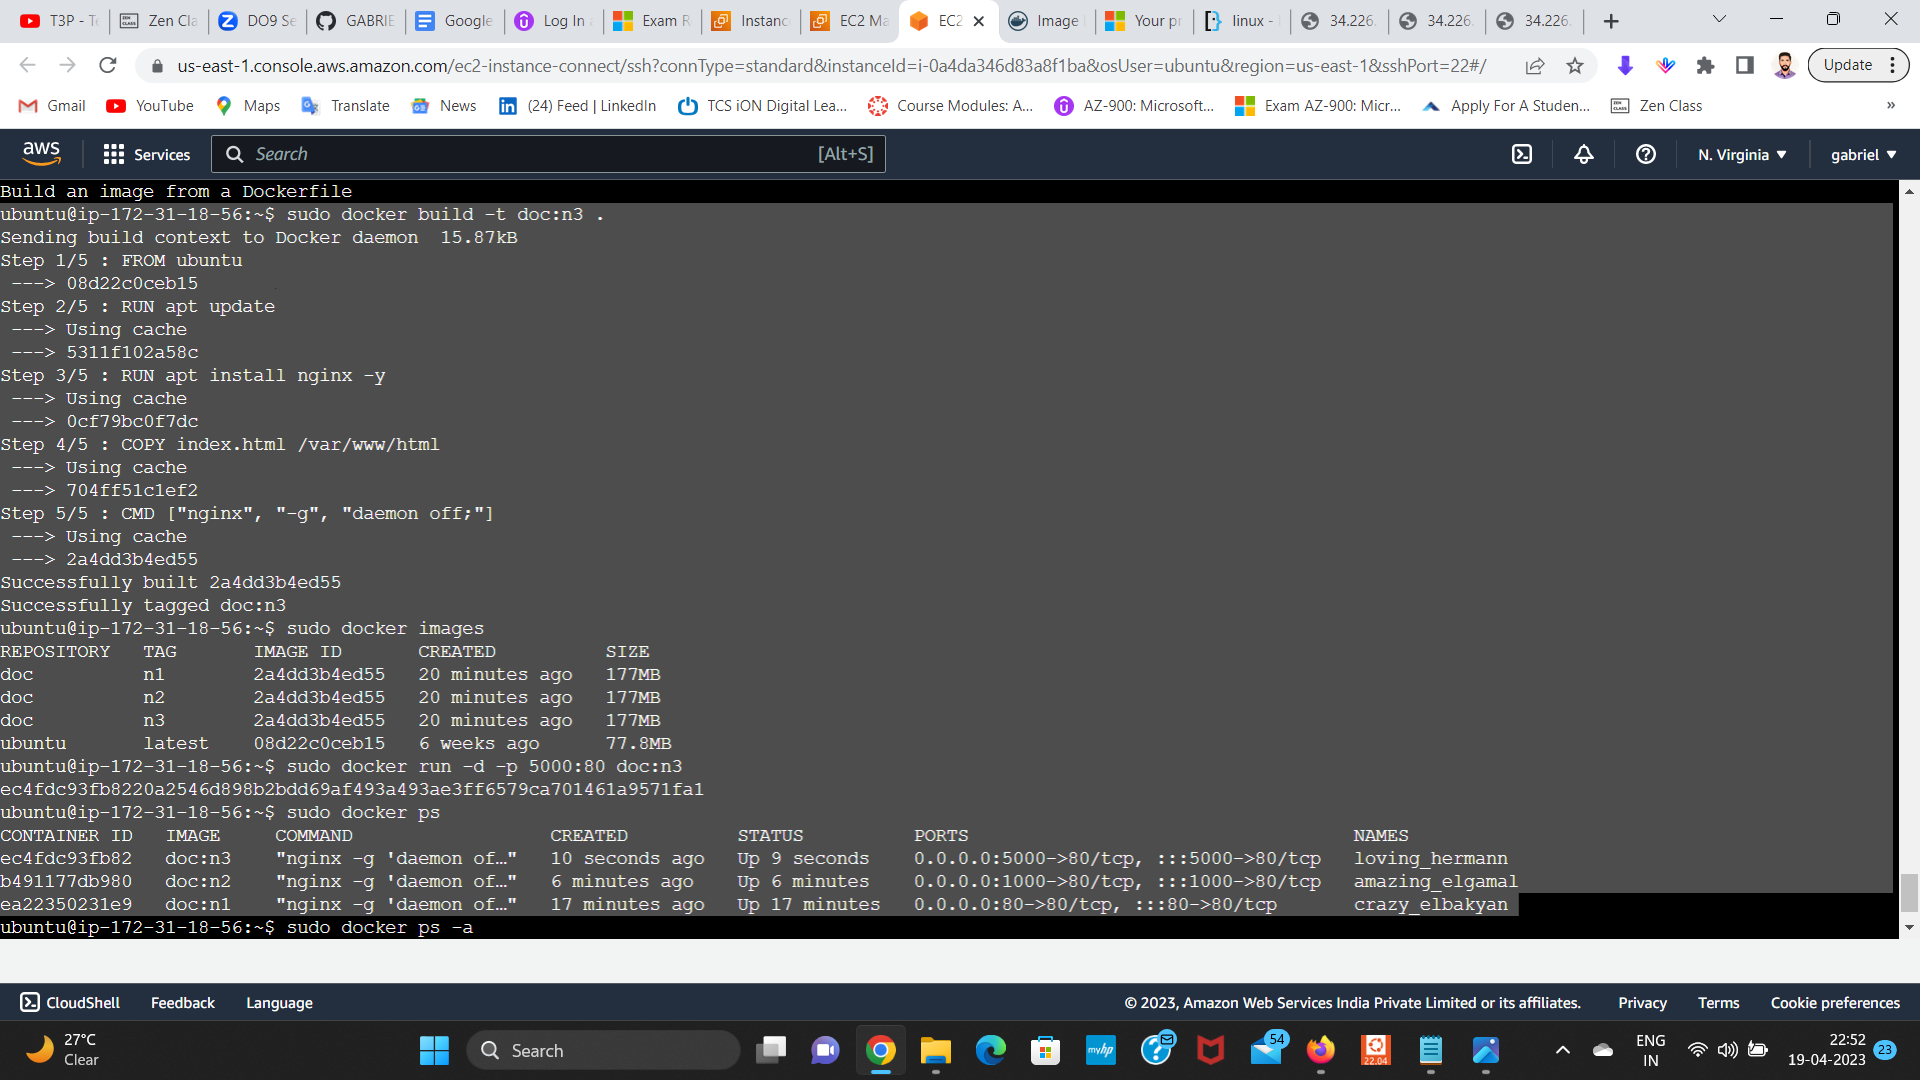 T3P - Te
Zen Cla
DO9 Se
GABRIE
Google
Log In
Exam R
Instanc
EC2 Ma
EC2
Image
Your pr
linux -
34.226.
34.226.
34.226.
us-east-1.console.aws.amazon.com/ec2-instance-connect/ssh?connType=standard&instanceId=i-0a4da346d83a8f1ba&osUser=ubuntu&region=us-east-1&sshPort=22#/
Update
Gmail
YouTube
Maps
Translate
News
(24) Feed | LinkedIn
TCS iON Digital Lea...
Course Modules: A...
AZ-900: Microsoft...
Exam AZ-900: Micr...
Apply For A Studen...
Zen Class
»
aws
Services
Search
[Alt+S]
N. Virginia
gabriel
Build an image from a Dockerfile
ubuntu@ip-172-31-18-56:~$ sudo docker build -t doc:n3 .
Sending build context to Docker daemon  15.87kB
Step 1/5 : FROM ubuntu
 ---> 08d22c0ceb15
Step 2/5 : RUN apt update
 ---> Using cache
 ---> 5311f102a58c
Step 3/5 : RUN apt install nginx -y
 ---> Using cache
 ---> 0cf79bc0f7dc
Step 4/5 : COPY index.html /var/www/html
 ---> Using cache
 ---> 704ff51c1ef2
Step 5/5 : CMD ["nginx", "-g", "daemon off;"]
 ---> Using cache
 ---> 2a4dd3b4ed55
Successfully built 2a4dd3b4ed55
Successfully tagged doc:n3
ubuntu@ip-172-31-18-56:~$ sudo docker images
REPOSITORY   TAG       IMAGE ID       CREATED          SIZE
doc          n1        2a4dd3b4ed55   20 minutes ago   177MB
doc          n2        2a4dd3b4ed55   20 minutes ago   177MB
doc          n3        2a4dd3b4ed55   20 minutes ago   177MB
ubuntu       latest    08d22c0ceb15   6 weeks ago      77.8MB
ubuntu@ip-172-31-18-56:~$ sudo docker run -d -p 5000:80 doc:n3
ec4fdc93fb8220a2546d898b2bdd69af493a493ae3ff6579ca701461a9571fa1
ubuntu@ip-172-31-18-56:~$ sudo docker ps
CONTAINER ID   IMAGE     COMMAND                  CREATED          STATUS          PORTS                                   NAMES
ec4fdc93fb82   doc:n3    "nginx -g 'daemon of…"   10 seconds ago   Up 9 seconds    0.0.0.0:5000->80/tcp, :::5000->80/tcp   loving_hermann
b491177db980   doc:n2    "nginx -g 'daemon of…"   6 minutes ago    Up 6 minutes    0.0.0.0:1000->80/tcp, :::1000->80/tcp   amazing_elgamal
ea22350231e9   doc:n1    "nginx -g 'daemon of…"   17 minutes ago   Up 17 minutes   0.0.0.0:80->80/tcp, :::80->80/tcp       crazy_elbakyan
ubuntu@ip-172-31-18-56:~$ sudo docker ps -a
CloudShell
Feedback
Language
© 2023, Amazon Web Services India Private Limited or its affiliates.
Privacy
Terms
Cookie preferences
27°C
Clear
Search
myhp
54
22.04
ENG
IN
22:52
19-04-2023
23